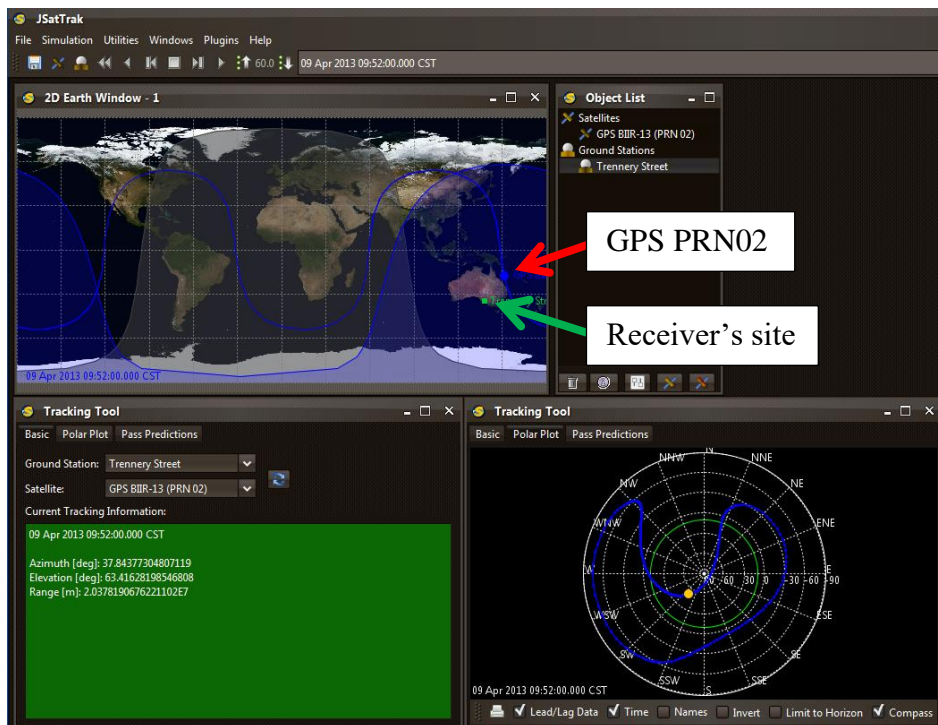 JSatTrak
File Simulation Utilities Windows Plugins Help
60.0 09 Apr 2013 09:52:00.000 CST
2D Earth Window - 1
Object List
Satellites
GPS BIIR-13 (PRN 02)
Ground Stations
Trennery Street
GPS PRN02
Trennery Str
Receiver's site
09 Apr 2013 09:52:00.000 CST
Tracking Tool
Basic Polar Plot Pass Predictions
Ground Station: Trennery Street
Satellite: GPS BIIR-13 (PRN 02)
Current Tracking Information:
09 Apr 2013 09:52:00.000 CST
Azimuth [deg]: 37.84377304807119
Elevation [deg]: 63.41628198546808
Range [m]: 2.0378190676221102E7
Tracking Tool
Basic Polar Plot Pass Predictions
N
NNW NNE
NW NE
WNW ENE
W 60 30 0 -30 -60 -90 E
WSW ESE
SW SE
SSW SSE
S
09 Apr 2013 09:52:00.000 CST
Lead/Lag Data Time Names Invert Limit to Horizon Compass